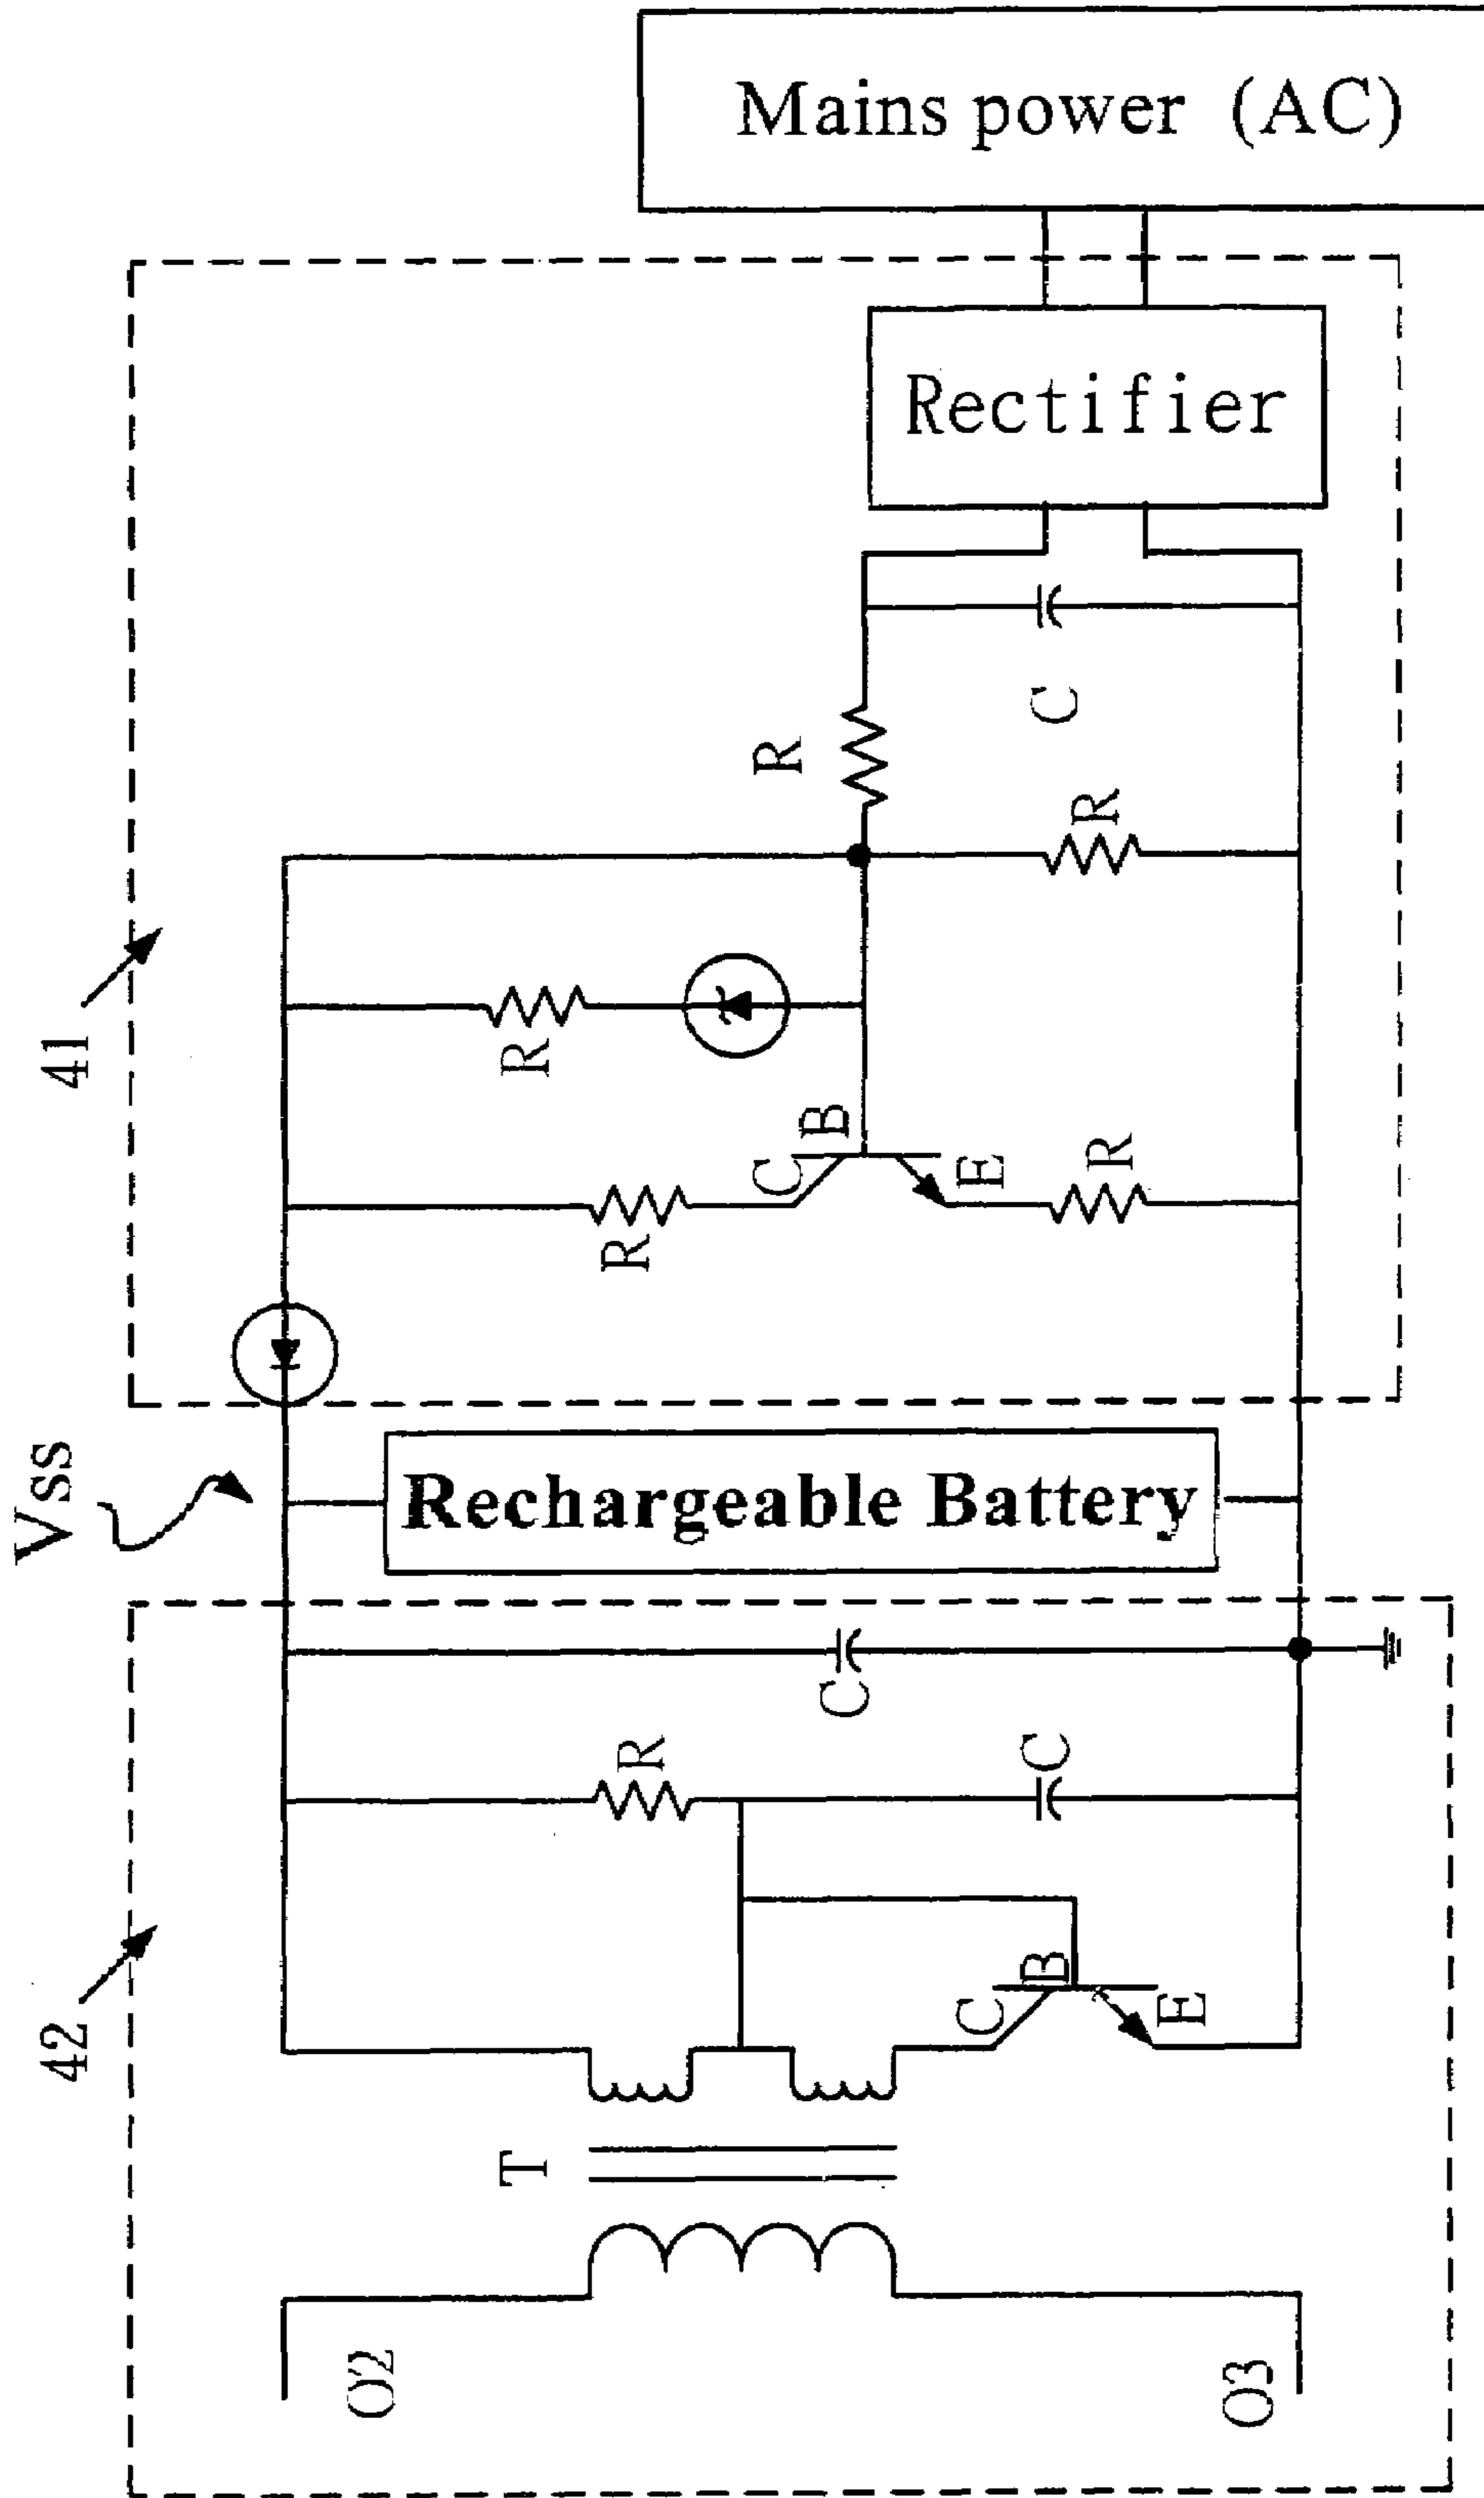 Mains power (AC)
Rectifier
C
R
R
41
R
B
C
E
R
R
Vss
Rechargeable Battery
C
R
C
42
B
C
E
T
O2
O3